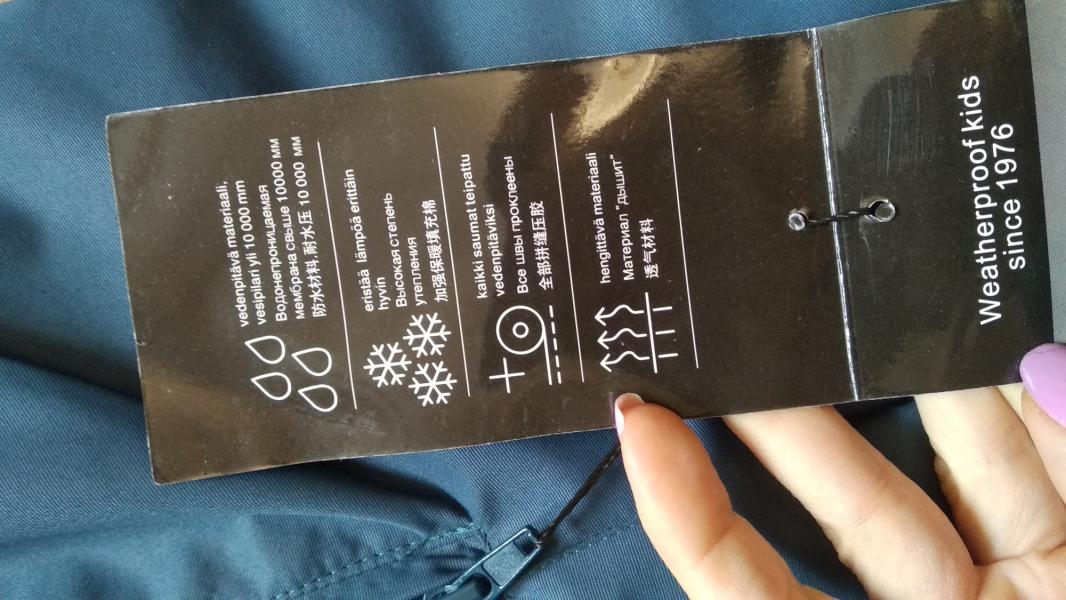 vedenpitävä materiaali,
vesipilari yli 10 000 mm
Водонепроницаемая
мембрана свыше 10000 мм
防水材料,耐水压 10 000 мм
eristää lämpöä erittäin
hyvin
Высокая степень
утепления
加强保暖填充棉
kaikki saumat teipattu
vedenpitäviksi
Все швы проклеены
全部拼缝压胶
hengittävä materiaali
Материал "дышит"
透气材料
Weatherproof kids
since 1976